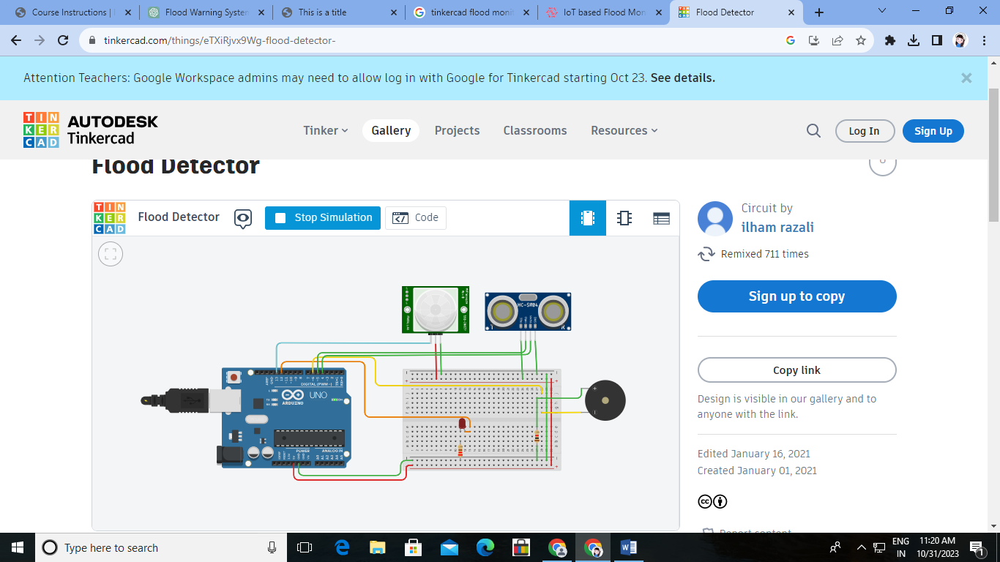 Course Instructions |
Flood Warning System
This is a title
tinkercad flood monit
IoT based Flood Mon
Flood Detector
tinkercad.com/things/eTXiRjvx9Wg-flood-detector-
Attention Teachers: Google Workspace admins may need to allow log in with Google for Tinkercad starting Oct 23. See details.
TIN
KER
CAD
AUTODESK
Tinkercad
Tinker
Gallery
Projects
Classrooms
Resources
Log In
Sign Up
Flood Detector
TIN
KER
CAD
Flood Detector
Stop Simulation
Code
Circuit by
ilham razali
Remixed 711 times
Sign up to copy
HC-SR04
DIGITAL (PWM~)
UNO
ARDUINO
POWER
ANALOG IN
Copy link
Design is visible in our gallery and to
anyone with the link.
Edited January 16, 2021
Created January 01, 2021
Report content
Type here to search
ENG
IN
11:20 AM
10/31/2023
1